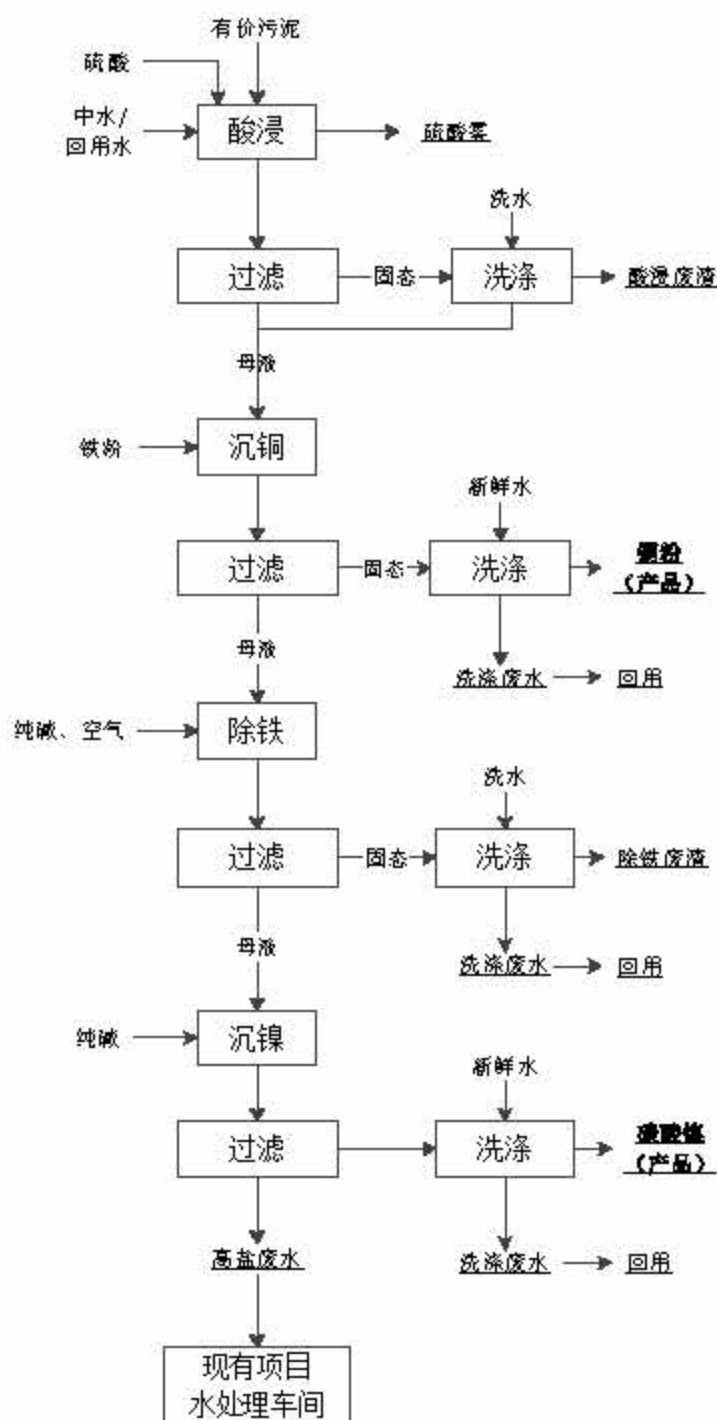 有价污泥
硫酸
中水/
回用水
酸浸
硫酸雾
洗水
过滤
固态
洗涤
酸浸废渣
母液
铁粉
沉铜
新鲜水
过滤
固态
洗涤
铜粉
（产品）
洗涤废水
回用
母液
纯碱、空气
除铁
洗水
过滤
固态
洗涤
除铁废渣
洗涤废水
回用
母液
纯碱
沉镍
新鲜水
过滤
洗涤
碳酸镍
（产品）
洗涤废水
回用
高盐废水
现有项目
水处理车间